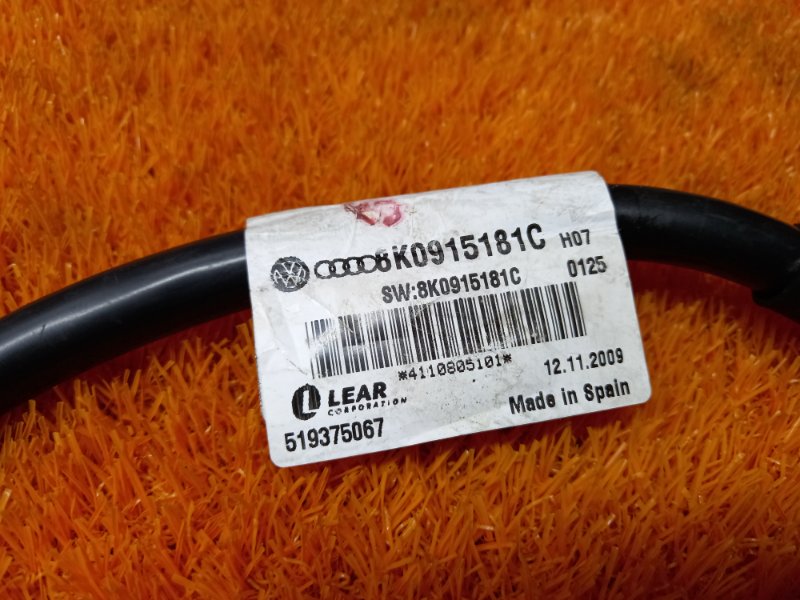 8K0915181C H07
SW:8K0915181C 0125
*4110805101* 12.11.2009
LEAR
CORPORATION
Made in Spain
519375067